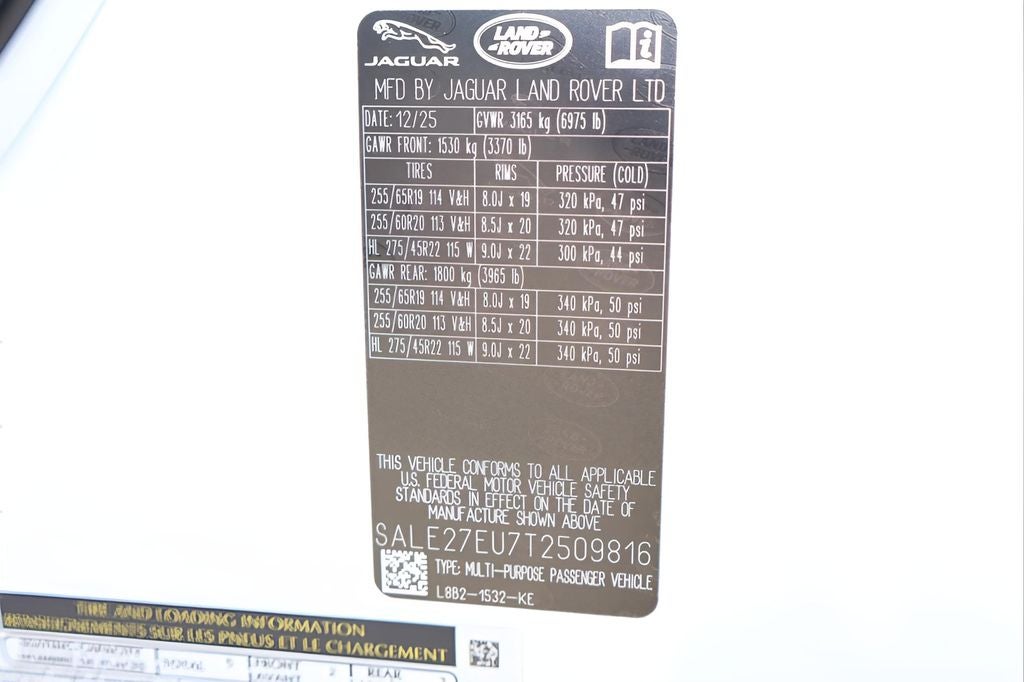 JAGUAR
LAND ROVER
MFD BY JAGUAR LAND ROVER LTD
DATE: 12/25 GVWR 3165 kg (6975 lb)
GAWR FRONT: 1530 kg (3370 lb)
TIRES RIMS PRESSURE (COLD)
255/65R19 114 V&H 8.0J x 19 320 kPa, 47 psi
255/60R20 113 V&H 8.5J x 20 320 kPa, 47 psi
HL 275/45R22 115 W 9.0J x 22 300 kPa, 44 psi
GAWR REAR: 1800 kg (3965 lb)
255/65R19 114 V&H 8.0J x 19 340 kPa, 50 psi
255/60R20 113 V&H 8.5J x 20 340 kPa, 50 psi
HL 275/45R22 115 W 9.0J x 22 340 kPa, 50 psi
THIS VEHICLE CONFORMS TO ALL APPLICABLE
U.S. FEDERAL MOTOR VEHICLE SAFETY
STANDARDS IN EFFECT ON THE DATE OF
MANUFACTURE SHOWN ABOVE
SALE27EU7T2509816
TYPE: MULTI-PURPOSE PASSENGER VEHICLE
L8B2-1532-KE
TIRE AND LOADING INFORMATION
RENSEIGNEMENTS SUR LES PNEUS ET LE CHARGEMENT
REAR